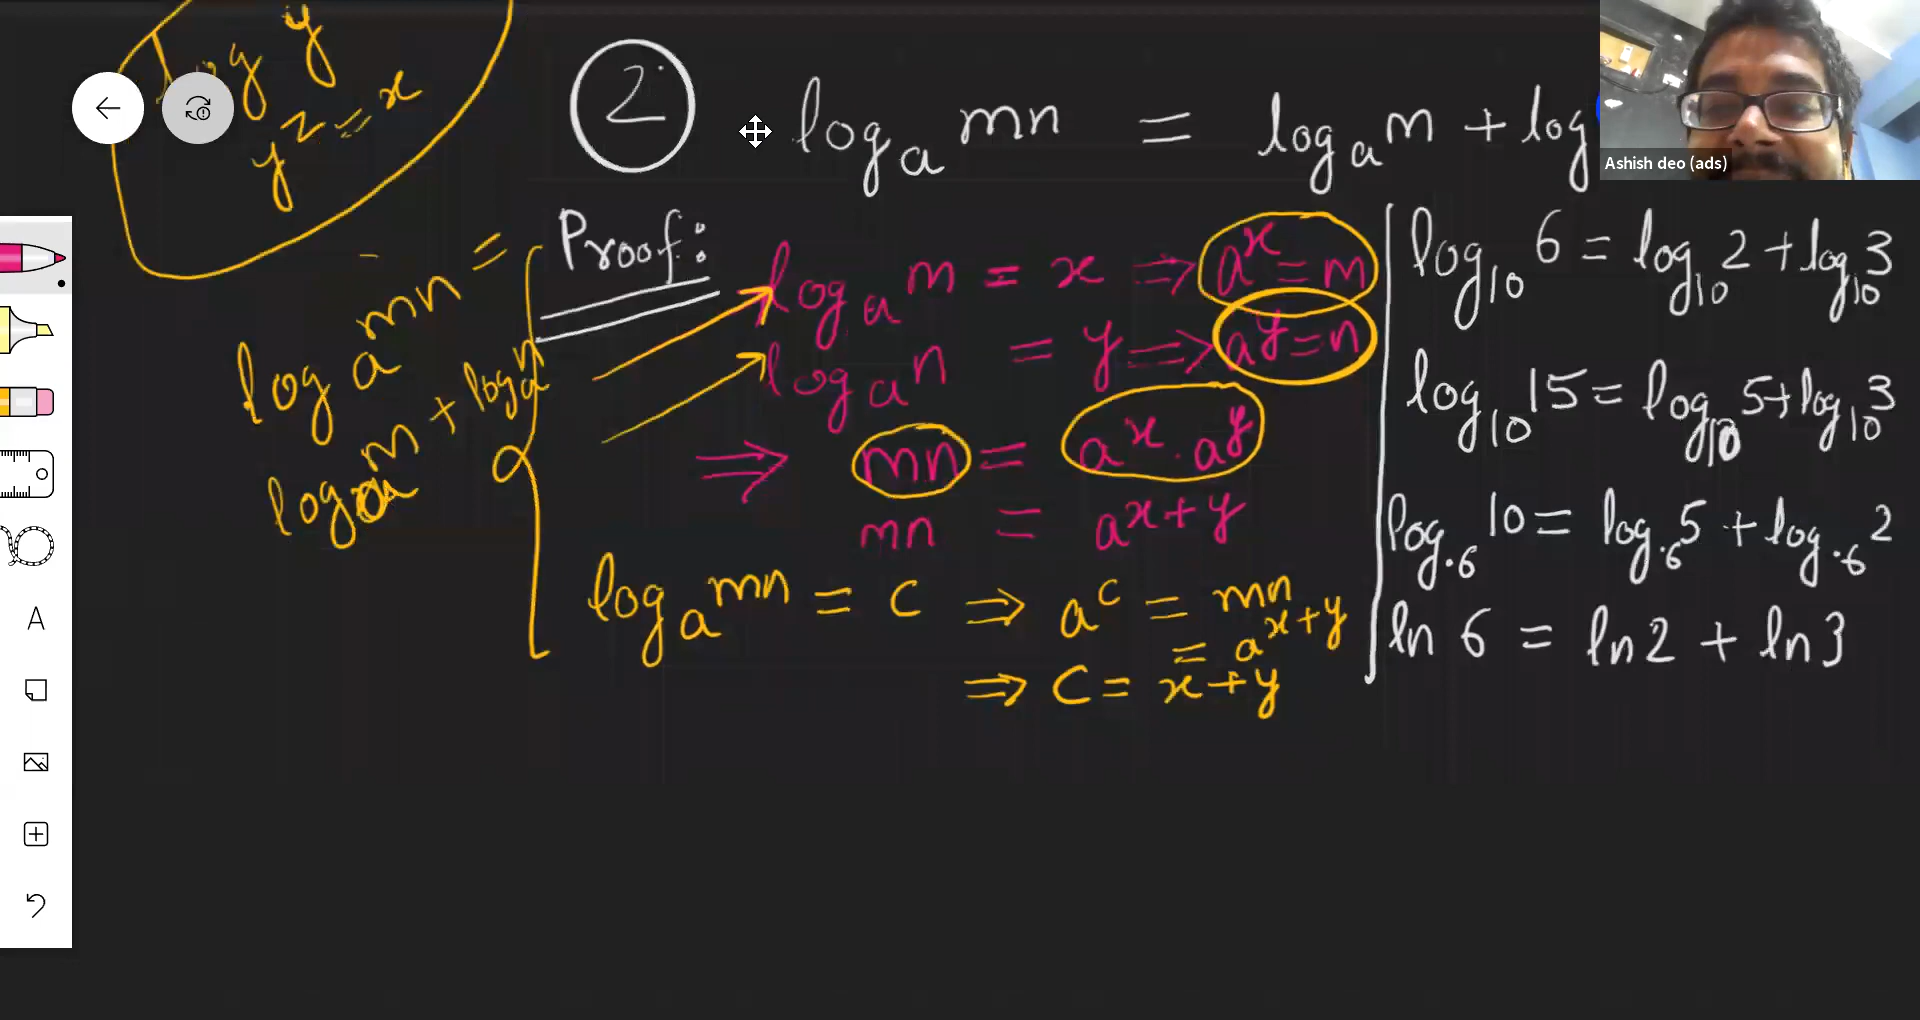 log y
y^z = x
2 log_a mn = log_a m + log
Ashish deo (ads)
Proof:
log_a m = x ⇒ a^x = m
log_a n = y ⇒ a^y = n
⇒ mn = a^x . a^y
mn = a^(x+y)
log_a mn = c ⇒ a^c = mn
= a^(x+y)
⇒ c = x + y
log_a mn =
log_a m + log_a n
log_10 6 = log_10 2 + log_10 3
log_10 15 = log_10 5 + log_10 3
log_.6 10 = log_.6 5 + log_.6 2
ln 6 = ln 2 + ln 3
A